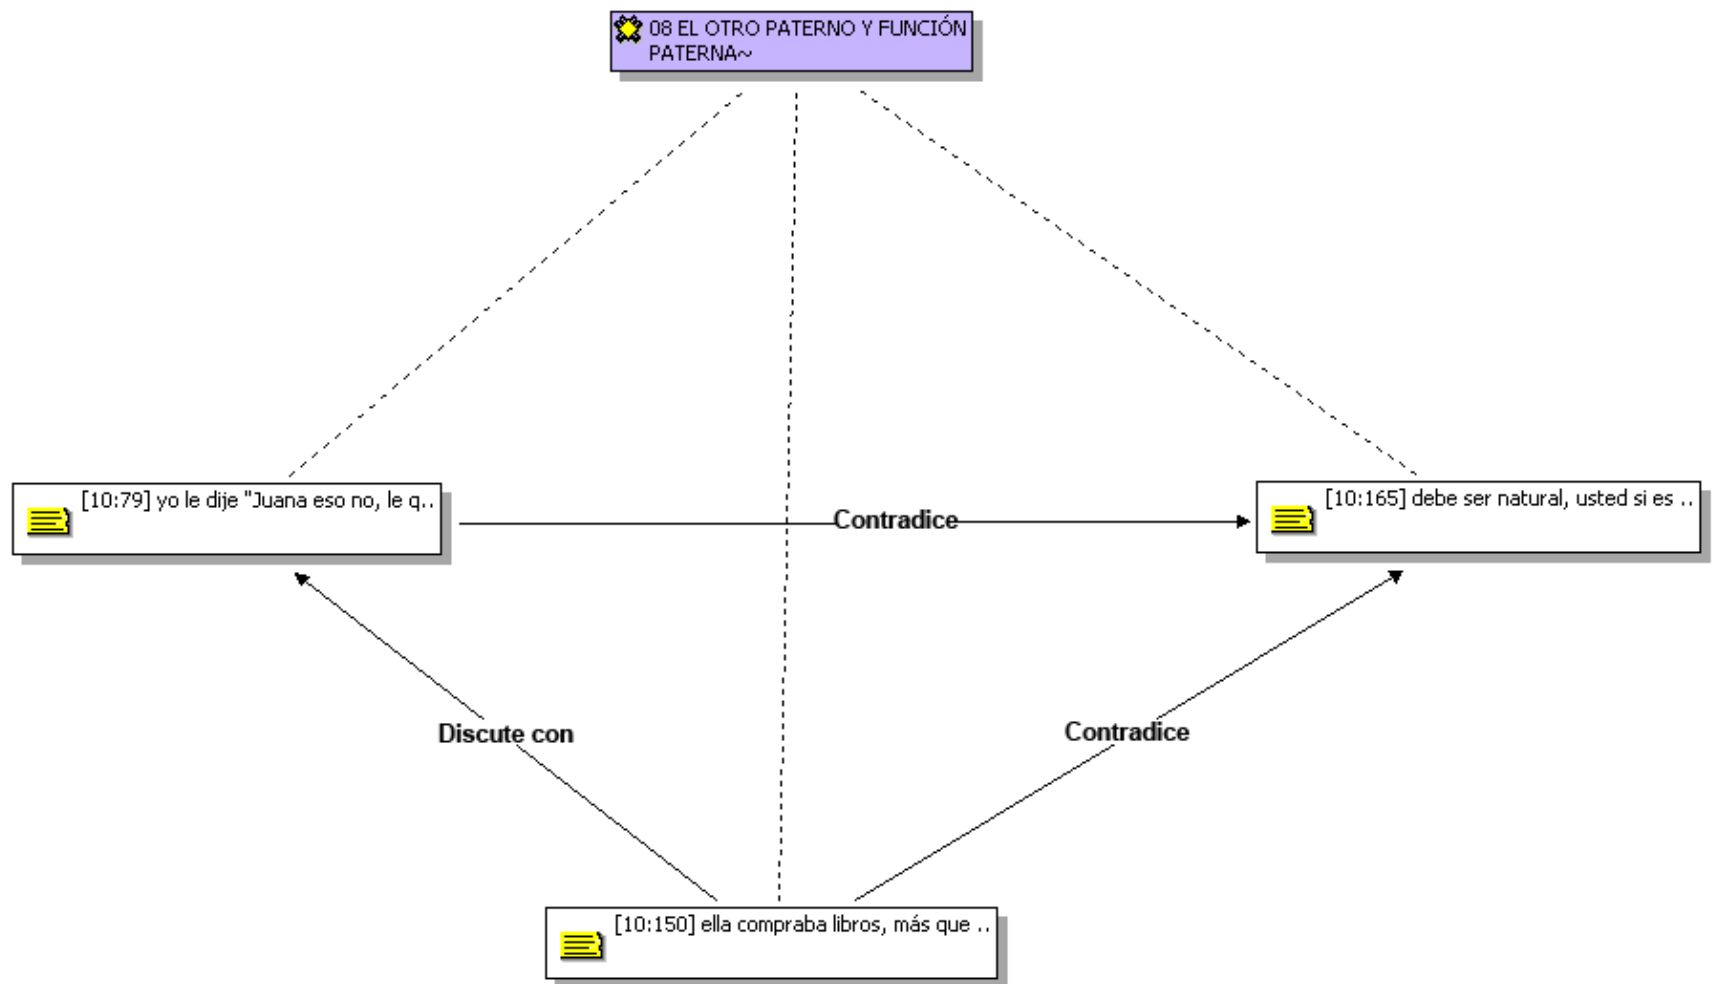 08 EL OTRO PATERNO Y FUNCIÓN
PATERNA~
[10:79] yo le dije "Juana eso no, le q..
[10:165] debe ser natural, usted si es ..
Contradice
Discute con
Contradice
[10:150] ella compraba libros, más que ..